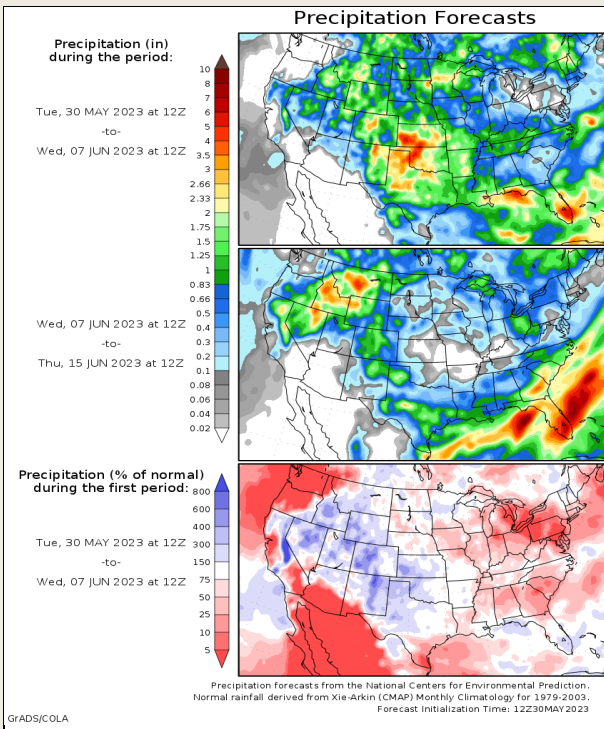 Precipitation Forecasts
Precipitation (in)
during the period:
Tue, 30 MAY 2023 at 12Z
-to-
Wed, 07 JUN 2023 at 12Z
10
8
7
6
5
4
3.5
3
2.66
2.33
2
1.75
1.5
1.25
1
0.83
0.66
0.5
0.4
0.3
0.2
0.1
0.08
0.06
0.04
0.02
Wed, 07 JUN 2023 at 12Z
-to-
Thu, 15 JUN 2023 at 12Z
Precipitation (% of normal)
during the first period:
Tue, 30 MAY 2023 at 12Z
-to-
Wed, 07 JUN 2023 at 12Z
800
600
400
300
150
75
50
25
10
5
Precipitation forecasts from the National Centers for Environmental Prediction.
Normal rainfall derived from Xie-Arkin (CMAP) Monthly Climatology for 1979-2003.
Forecast Initialization Time: 12Z30MAY2023
GrADS/COLA